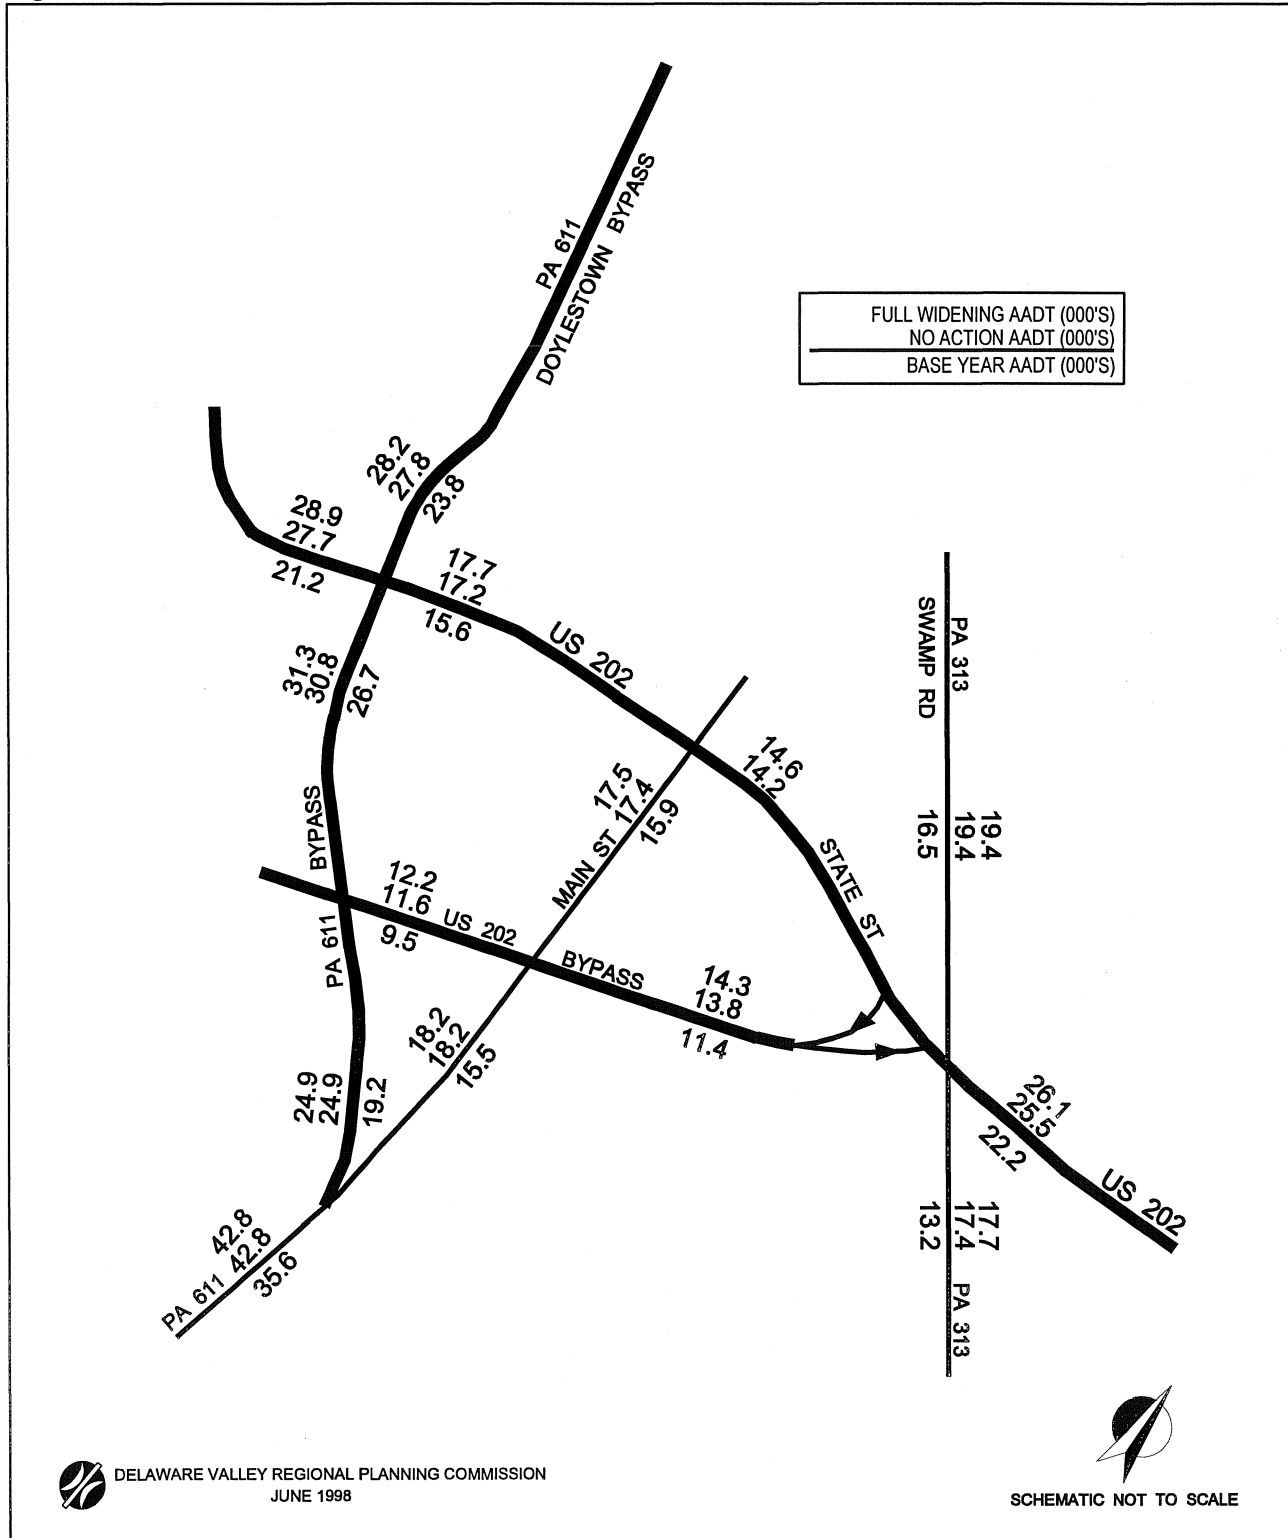 PA 611
DOYLESTOWN BYPASS
FULL WIDENING AADT (000'S)
NO ACTION AADT (000'S)
BASE YEAR AADT (000'S)
28.2
27.8
23.8
28.9
27.7
21.2
17.7
17.2
15.6
US 202
31.3
30.8
26.7
PA 313
SWAMP RD
14.6
14.2
17.5
MAIN ST 17.4
15.9
STATE ST
19.4
19.4
16.5
BYPASS
PA 611
12.2
11.6
9.5
US 202
BYPASS
14.3
13.8
11.4
18.2
18.2
15.5
24.9
24.9
19.2
26.1
25.5
22.2
US 202
42.8
PA 611 42.8
35.6
17.7
17.4 PA 313
13.2
DELAWARE VALLEY REGIONAL PLANNING COMMISSION
JUNE 1998
SCHEMATIC NOT TO SCALE